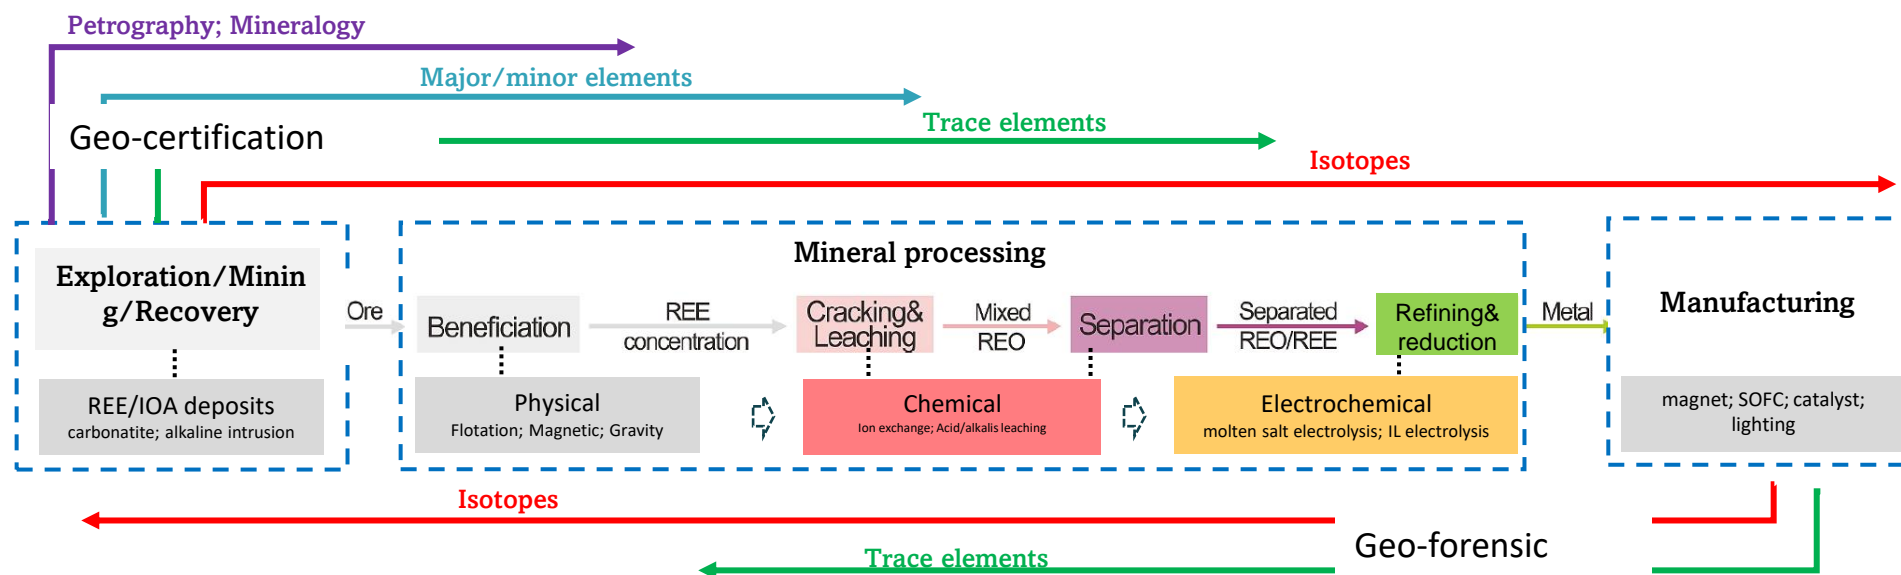 Petrography; Mineralogy
Major/minor elements
Trace elements
Geo-certification
Isotopes
Exploration/Minin
g/Recovery
Ore
Mineral processing
Beneficiation
REE
concentration
Cracking&
Leaching
Mixed
REO
Separation
Separated
REO/REE
Refining&
reduction
Metal
Manufacturing
REE/IOA deposits
carbonatite; alkaline intrusion
Physical
Flotation; Magnetic; Gravity
Chemical
Ion exchange; Acid/alkalis leaching
Electrochemical
molten salt electrolysis; IL electrolysis
magnet; SOFC; catalyst;
lighting
Isotopes
Geo-forensic
Trace elements